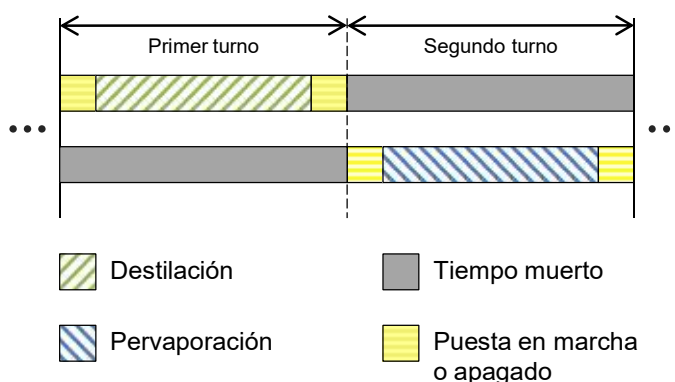 Primer turno
Segundo turno
Destilación
Tiempo muerto
Pervaporación
Puesta en marcha
o apagado